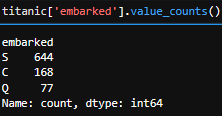 titanic['embarked'].value_counts()
embarked
S    644
C    168
Q     77
Name: count, dtype: int64